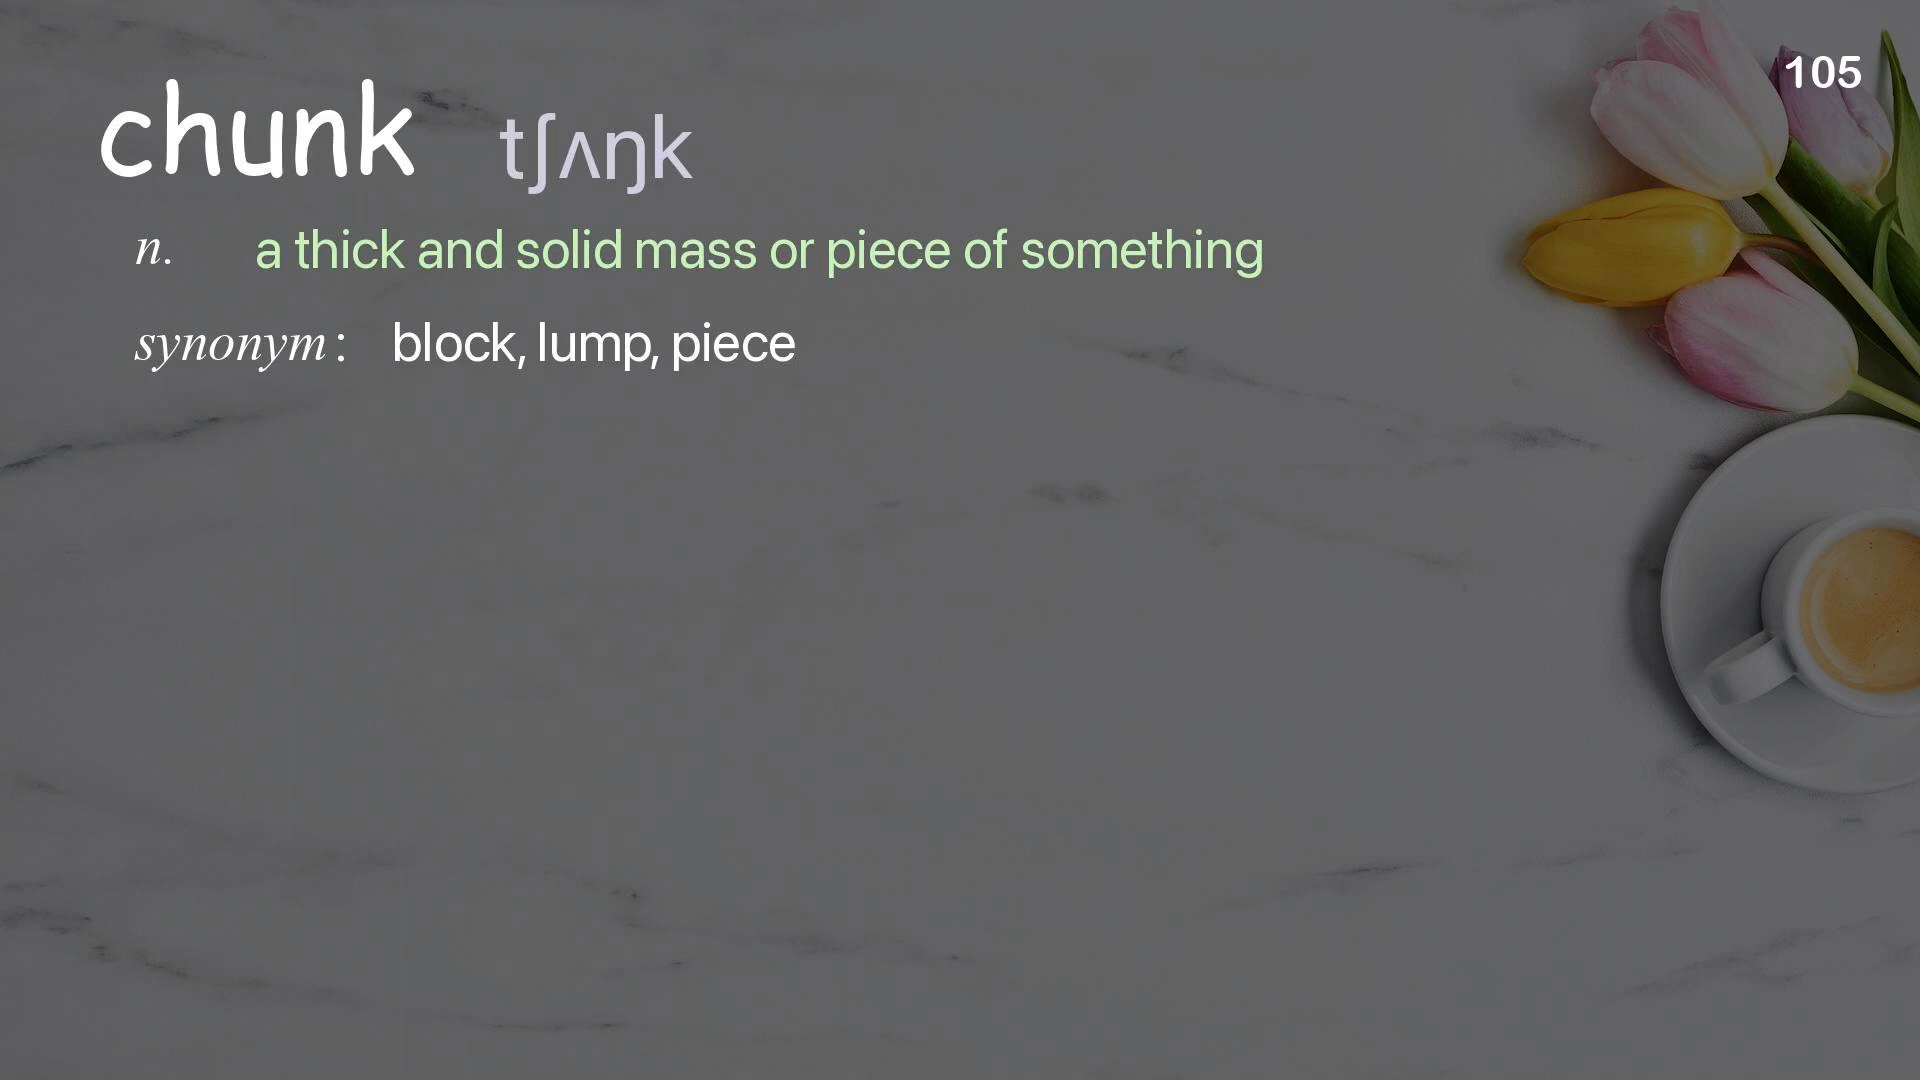 105
chunk tʃʌŋk
n. a thick and solid mass or piece of something
synonym: block, lump, piece